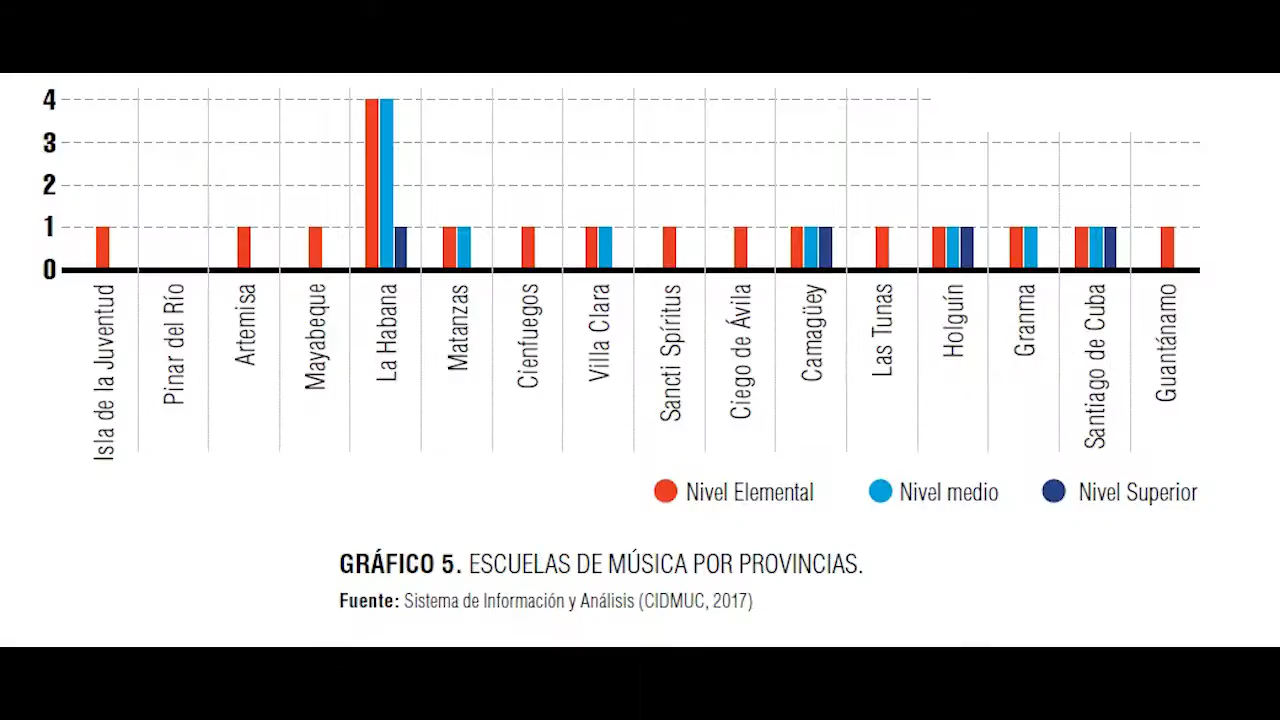 4
3
2
1
0
Isla de la Juventud
Pinar del Río
Artemisa
Mayabeque
La Habana
Matanzas
Cienfuegos
Villa Clara
Sancti Spíritus
Ciego de Ávila
Camagüey
Las Tunas
Holguín
Granma
Santiago de Cuba
Guantánamo
Nivel Elemental
Nivel medio
Nivel Superior
GRÁFICO 5. ESCUELAS DE MÚSICA POR PROVINCIAS.
Fuente: Sistema de Información y Análisis (CIDMUC, 2017)